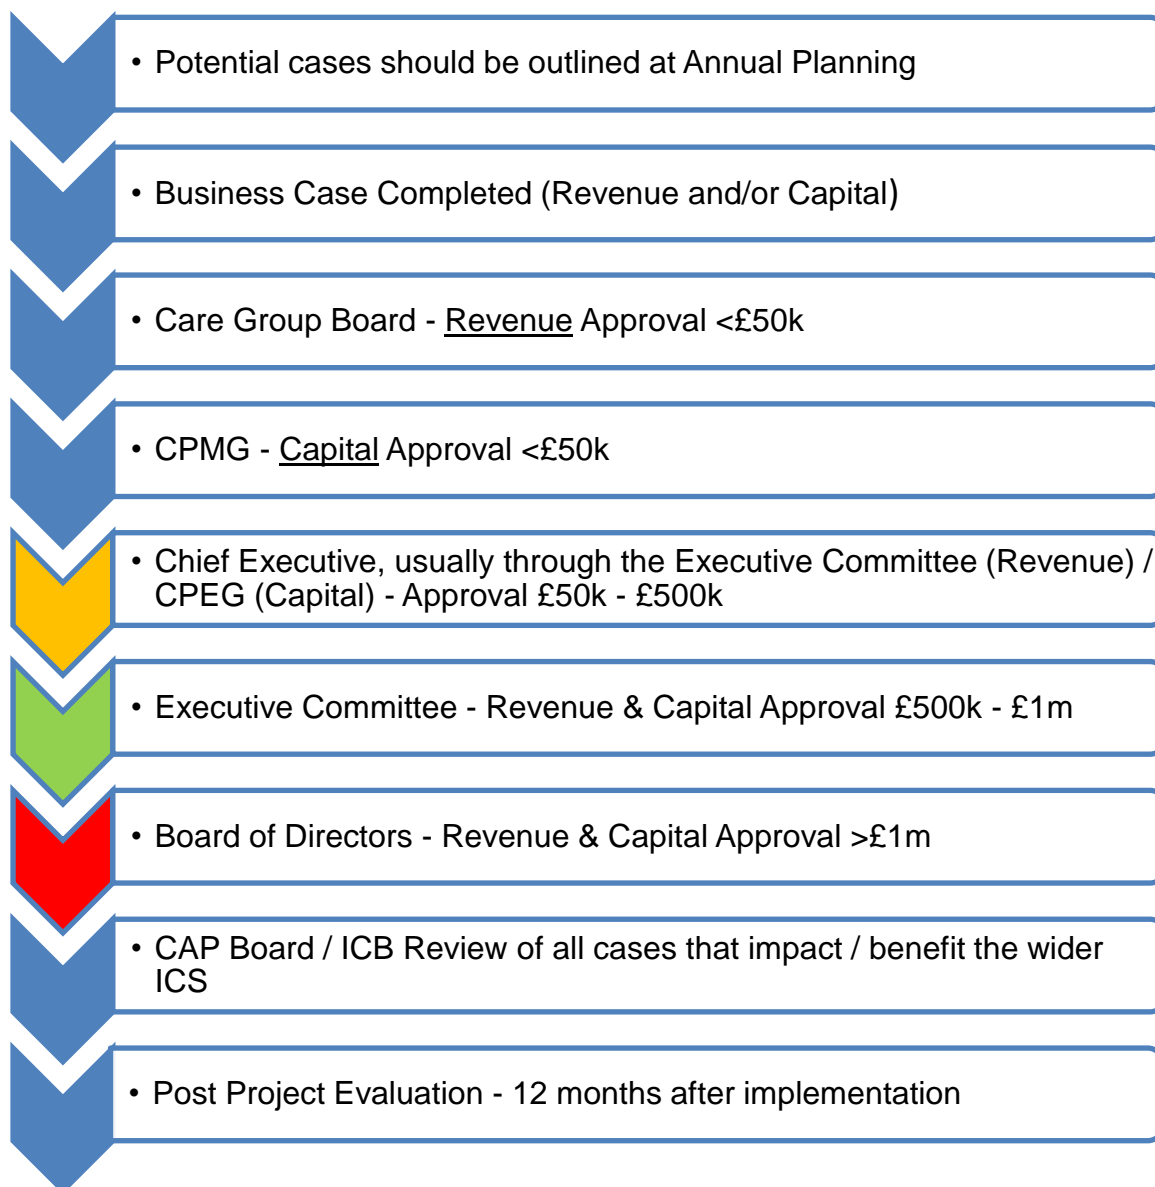 • Potential cases should be outlined at Annual Planning
• Business Case Completed (Revenue and/or Capital)
• Care Group Board - Revenue Approval <£50k
• CPMG - Capital Approval <£50k
• Chief Executive, usually through the Executive Committee (Revenue) /
CPEG (Capital) - Approval £50k - £500k
• Executive Committee - Revenue & Capital Approval £500k - £1m
• Board of Directors - Revenue & Capital Approval >£1m
• CAP Board / ICB Review of all cases that impact / benefit the wider
ICS
• Post Project Evaluation - 12 months after implementation